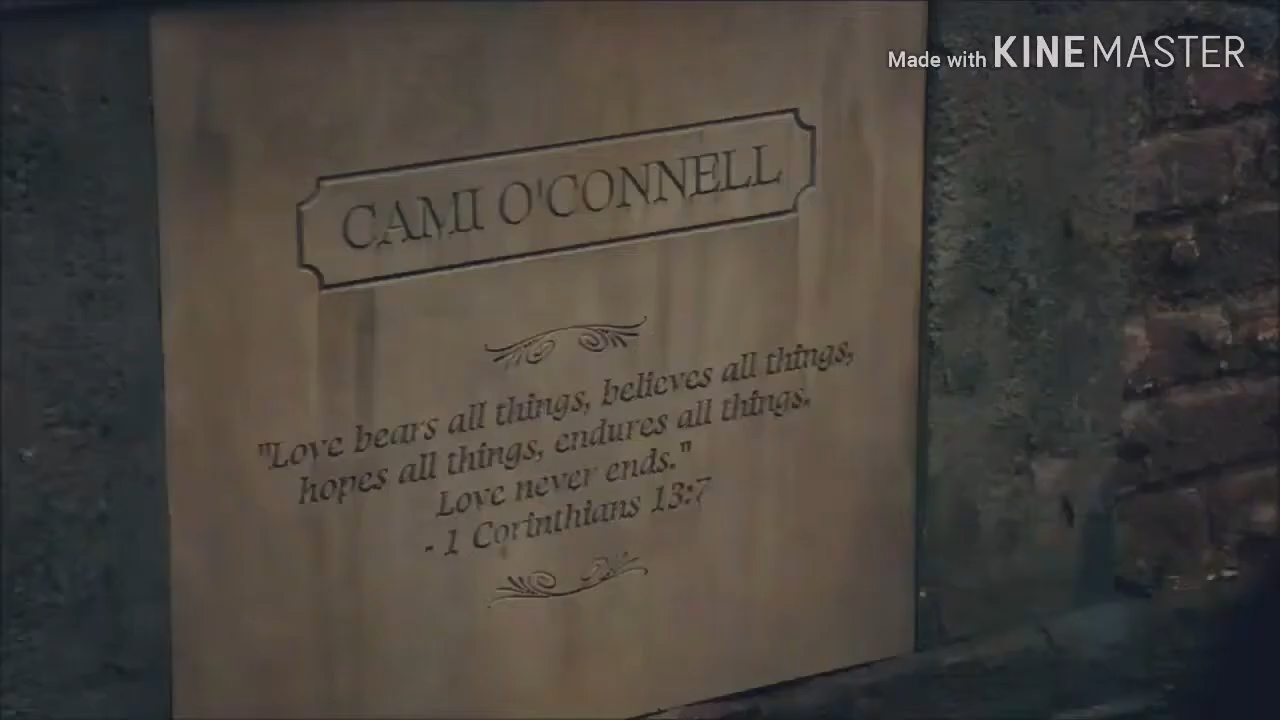 Made with KINEMASTER
CAMI O'CONNELL
"Love bears all things, believes all things,
hopes all things, endures all things.
Love never ends."
- 1 Corinthians 13:7